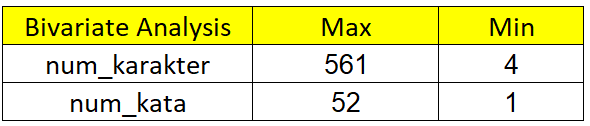 Bivariate Analysis Max Min
num_karakter 561 4
num_kata 52 1